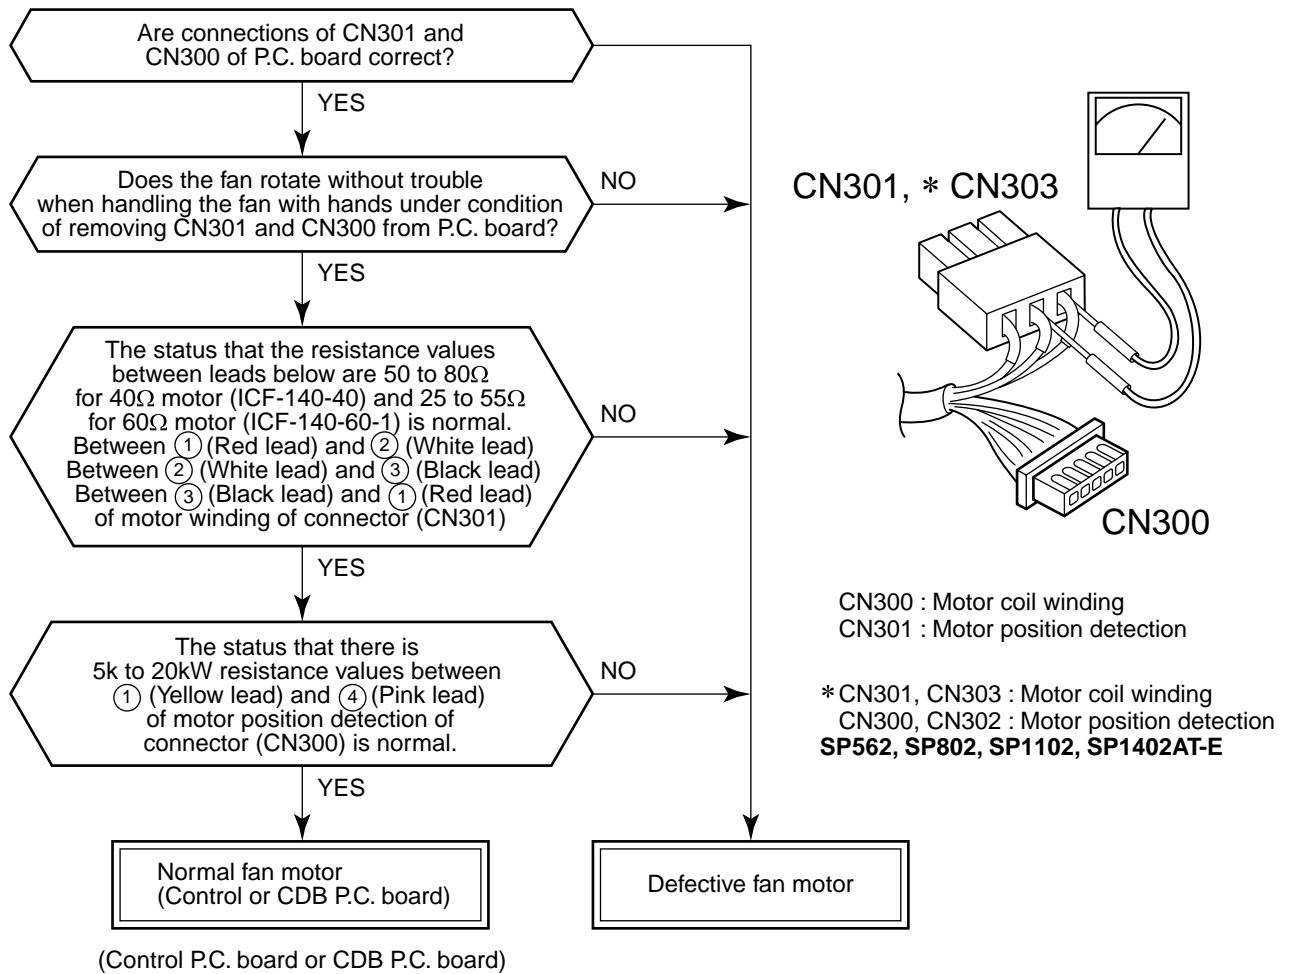 Are connections of CN301 and
CN300 of P.C. board correct?
YES
Does the fan rotate without trouble
when handling the fan with hands under condition
of removing CN301 and CN300 from P.C. board?
NO
YES
The status that the resistance values
between leads below are 50 to 80Ω
for 40Ω motor (ICF-140-40) and 25 to 55Ω
for 60Ω motor (ICF-140-60-1) is normal.
Between ① (Red lead) and ② (White lead)
Between ② (White lead) and ③ (Black lead)
Between ③ (Black lead) and ① (Red lead)
of motor winding of connector (CN301)
NO
YES
The status that there is
5k to 20kW resistance values between
① (Yellow lead) and ④ (Pink lead)
of motor position detection of
connector (CN300) is normal.
NO
YES
Normal fan motor
(Control or CDB P.C. board)
Defective fan motor
(Control P.C. board or CDB P.C. board)
CN301, * CN303
CN300
CN300 : Motor coil winding
CN301 : Motor position detection
* CN301, CN303 : Motor coil winding
CN300, CN302 : Motor position detection
SP562, SP802, SP1102, SP1402AT-E